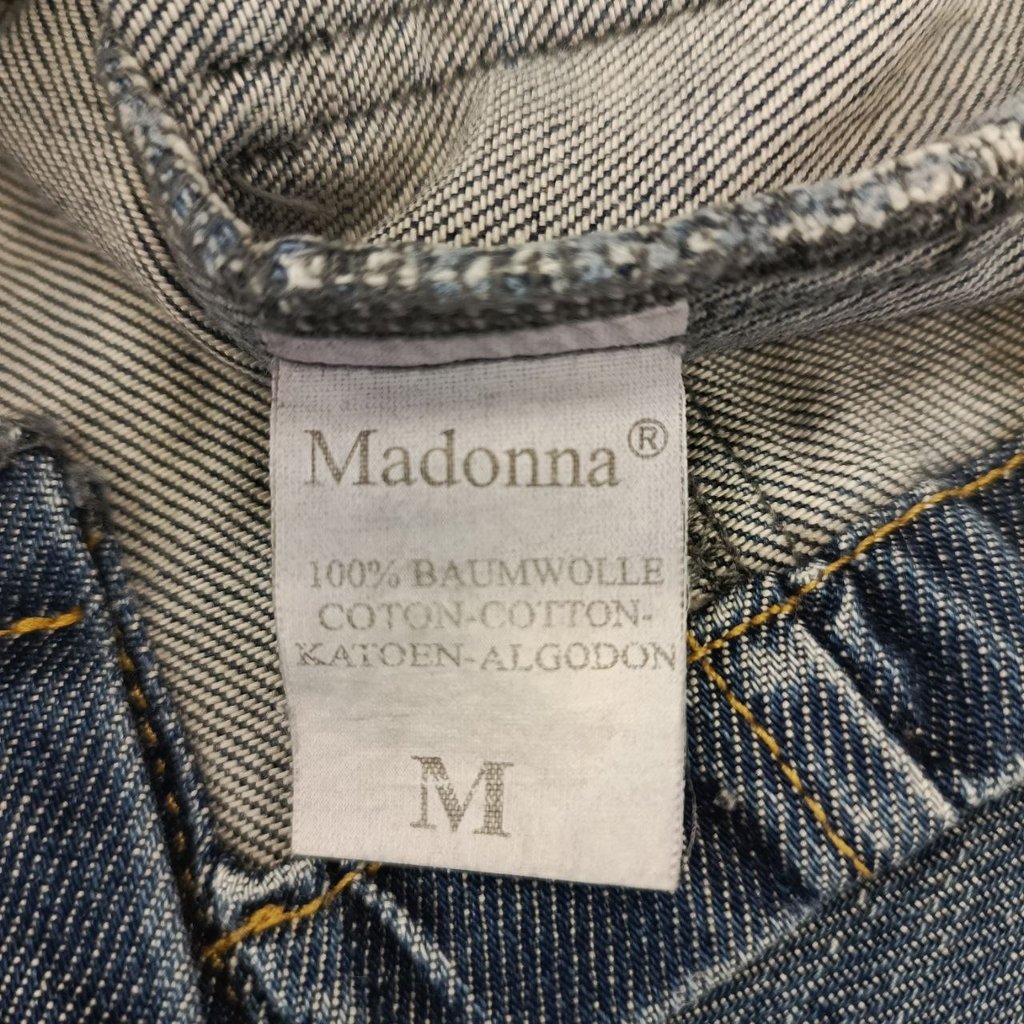 Madonna®
100% BAUMWOLLE
COTON-COTTON-
KATOEN-ALGODON
M